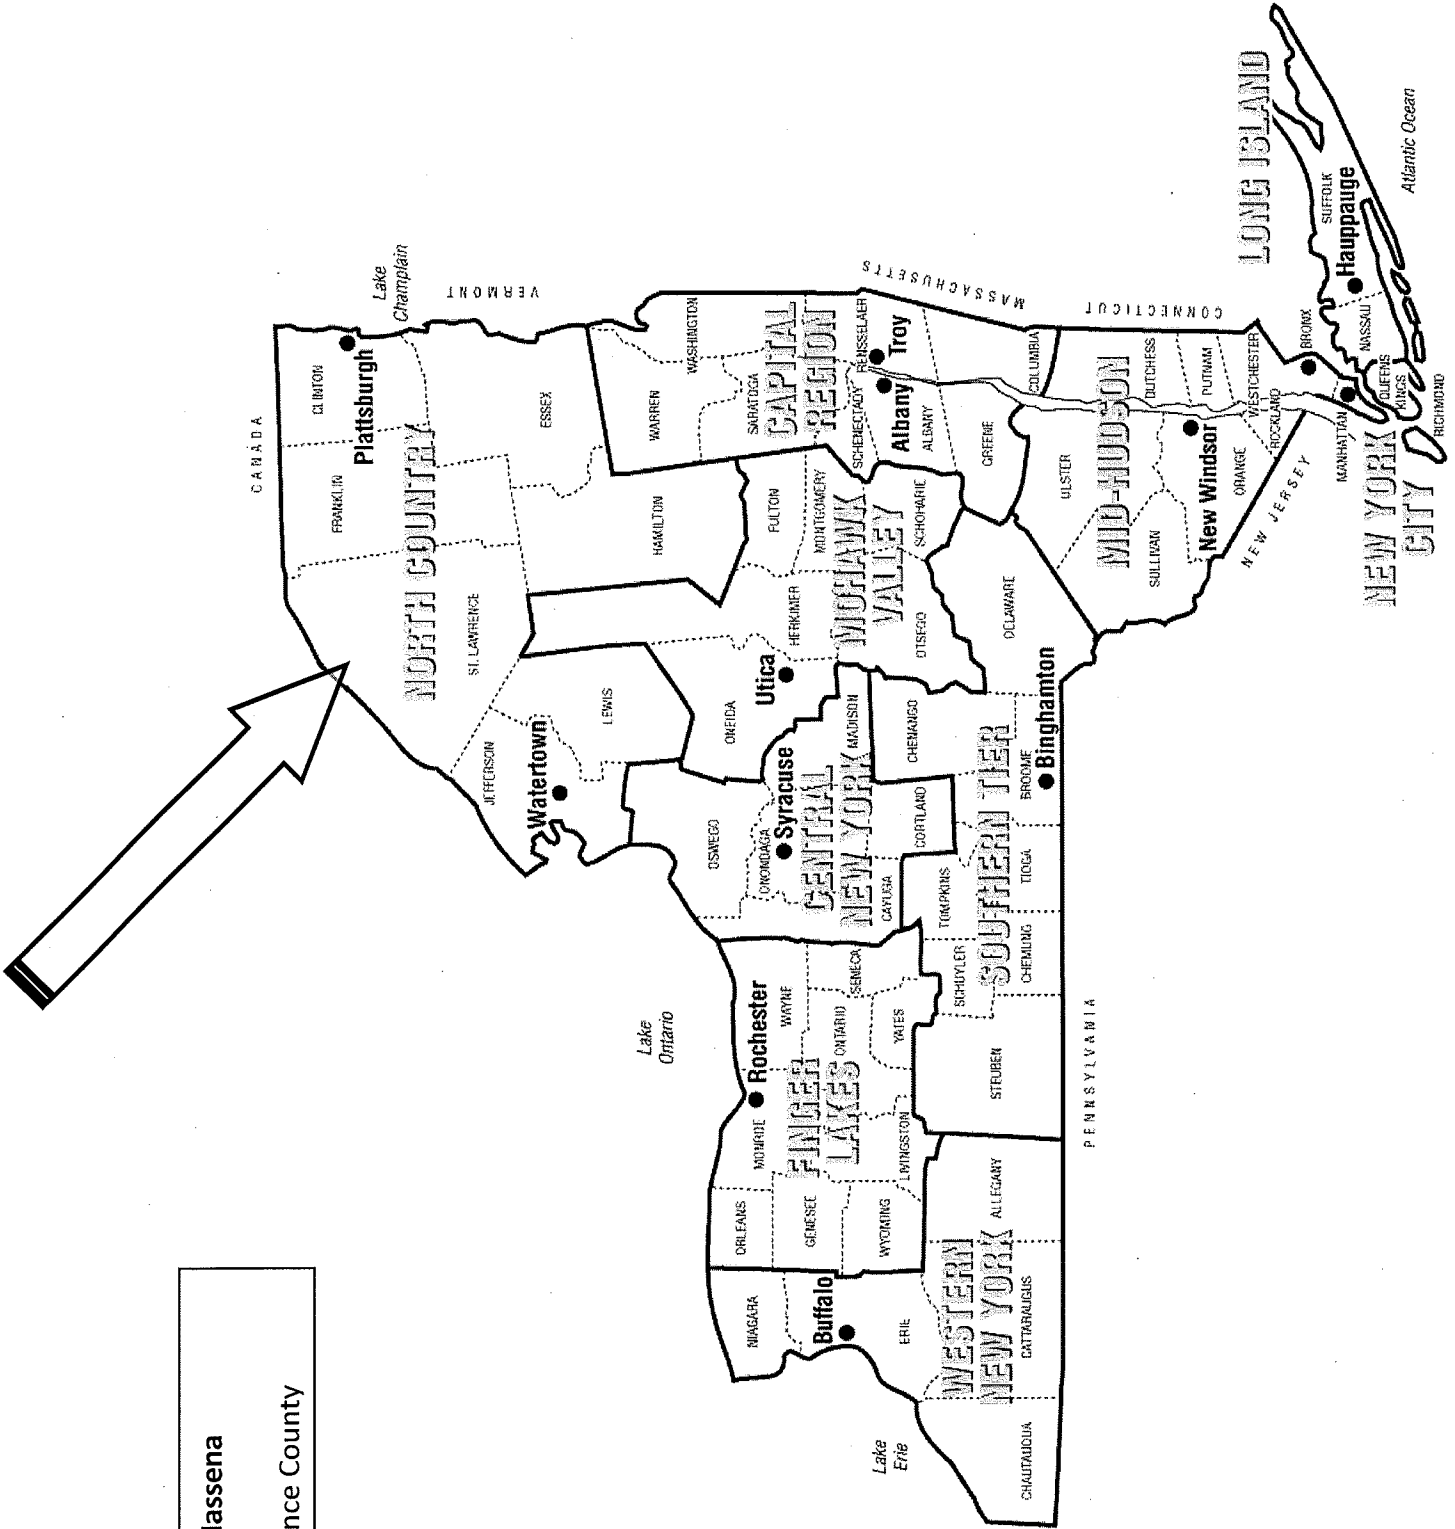 lassena
nce County
CANADA
Lake
Champlain
VERMONT
MASSACHUSETTS
CONNECTICUT
NEW JERSEY
PENNSYLVANIA
Lake
Ontario
Lake
Erie
Atlantic Ocean
NORTH COUNTRY
CLINTON
Plattsburgh
FRANKLIN
ESSEX
ST. LAWRENCE
HAMILTON
JEFFERSON
Watertown
LEWIS
CAPITAL
REGION
WARREN
WASHINGTON
SARATOGA
SCHENECTADY
RENSSELAER
Troy
Albany
ALBANY
GREENE
COLUMBIA
MOHAWK
VALLEY
FULTON
MONTGOMERY
HERKIMER
SCHOHARIE
OTSEGO
ONEIDA
Utica
CENTRAL
NEW YORK
OSWEGO
ONONDAGA
Syracuse
MADISON
CAYUGA
CORTLAND
FINGER
LAKES
Rochester
MONROE
WAYNE
SENECA
ONTARIO
YATES
LIVINGSTON
ORLEANS
GENESEE
WYOMING
WESTERN
NEW YORK
NIAGARA
Buffalo
ERIE
CHAUTAUQUA
CATTARAUGUS
ALLEGANY
SOUTHERN TIER
STEUBEN
SCHUYLER
CHEMUNG
TOMPKINS
TIOGA
BROOME
Binghamton
CHENANGO
DELAWARE
MID-HUDSON
ULSTER
SULLIVAN
DUTCHESS
PUTNAM
ORANGE
New Windsor
WESTCHESTER
ROCKLAND
NEW YORK
CITY
BRONX
MANHATTAN
QUEENS
KINGS
RICHMOND
LONG ISLAND
NASSAU
SUFFOLK
Hauppauge